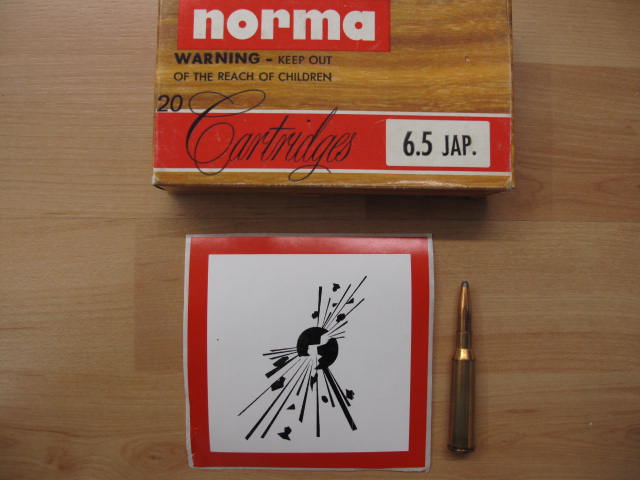 norma
WARNING - KEEP OUT
OF THE REACH OF CHILDREN
20 Cartridges
6.5 JAP.